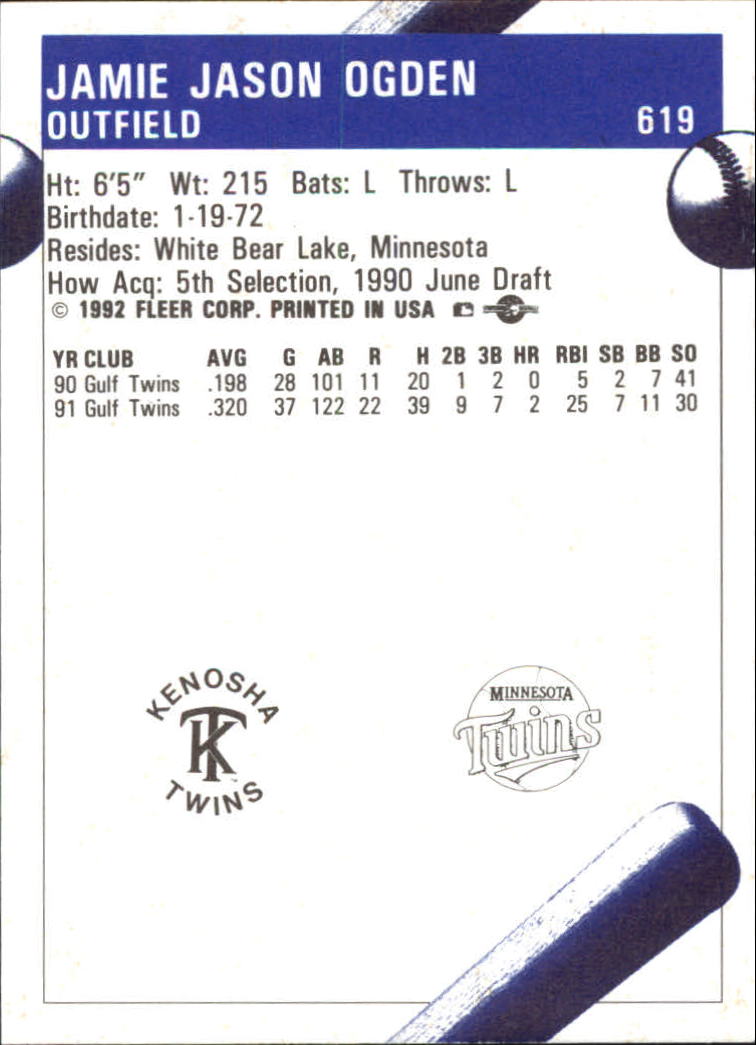 JAMIE JASON OGDEN
OUTFIELD 619
Ht: 6'5" Wt: 215 Bats: L Throws: L
Birthdate: 1-19-72
Resides: White Bear Lake, Minnesota
How Acq: 5th Selection, 1990 June Draft
© 1992 FLEER CORP. PRINTED IN USA
YR CLUB AVG G AB R H 2B 3B HR RBI SB BB SO
90 Gulf Twins .198 28 101 11 20 1 2 0 5 2 7 41
91 Gulf Twins .320 37 122 22 39 9 7 2 25 7 11 30
KENOSHA
KT
TWINS
MINNESOTA
Twins